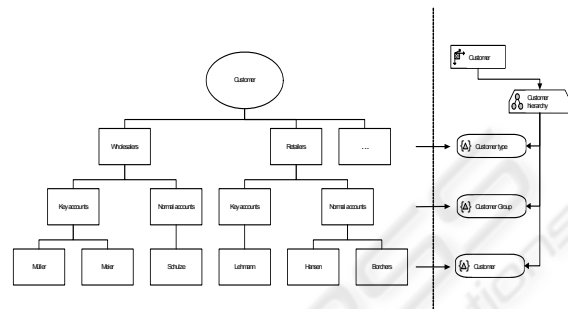 Customer
Wholesalers
Retailers
...
Key accounts
Normal accounts
Key accounts
Normal accounts
Müller
Meier
Schulze
Lehmann
Hansen
Borchers
Customer
Customer
hierarchy
{Δ} Customer type
{Δ} Customer Group
{Δ} Customer